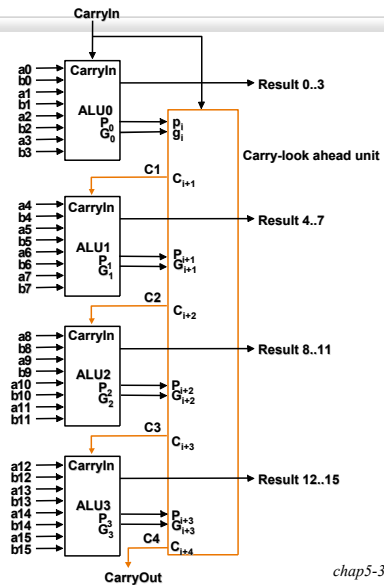 CarryIn
a0
b0
a1
b1
a2
b2
a3
b3
CarryIn
ALU0
P0
G0
Result 0..3
pi
gi
Carry-look ahead unit
C1
Ci+1
a4
b4
a5
b5
a6
b6
a7
b7
CarryIn
ALU1
P1
G1
Result 4..7
Pi+1
Gi+1
C2
Ci+2
a8
b8
a9
b9
a10
b10
a11
b11
CarryIn
ALU2
P2
G2
Result 8..11
Pi+2
Gi+2
C3
Ci+3
a12
b12
a13
b13
a14
b14
a15
b15
CarryIn
ALU3
P3
G3
Result 12..15
Pi+3
Gi+3
C4
Ci+4
CarryOut
chap5-3